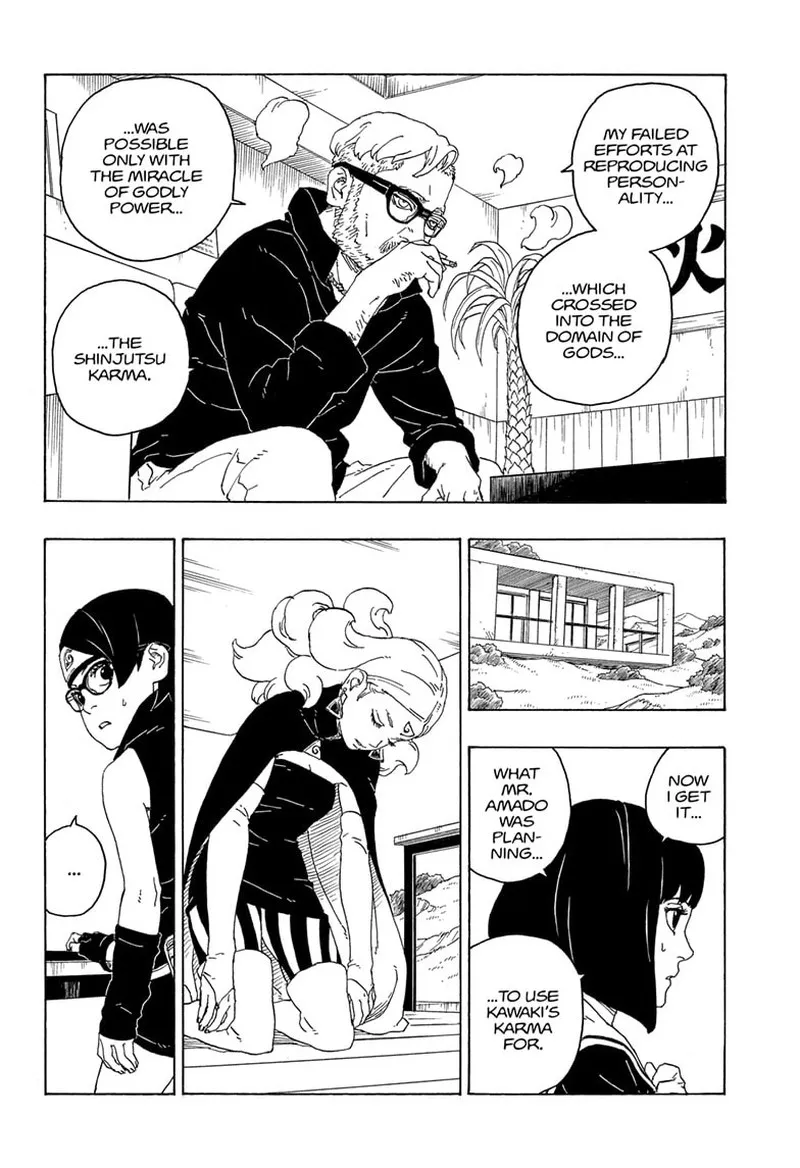 MY FAILED
EFFORTS AT
REPRODUCING
PERSON-
ALITY...
...WHICH
CROSSED
INTO THE
DOMAIN OF
GODS...
火
...WAS
POSSIBLE
ONLY WITH
THE MIRACLE
OF GODLY
POWER...
...THE
SHINJUTSU
KARMA.
NOW
I GET
IT...
WHAT
MR.
AMADO
WAS
PLAN-
NING...
...TO USE
KAWAKI'S
KARMA
FOR.
...